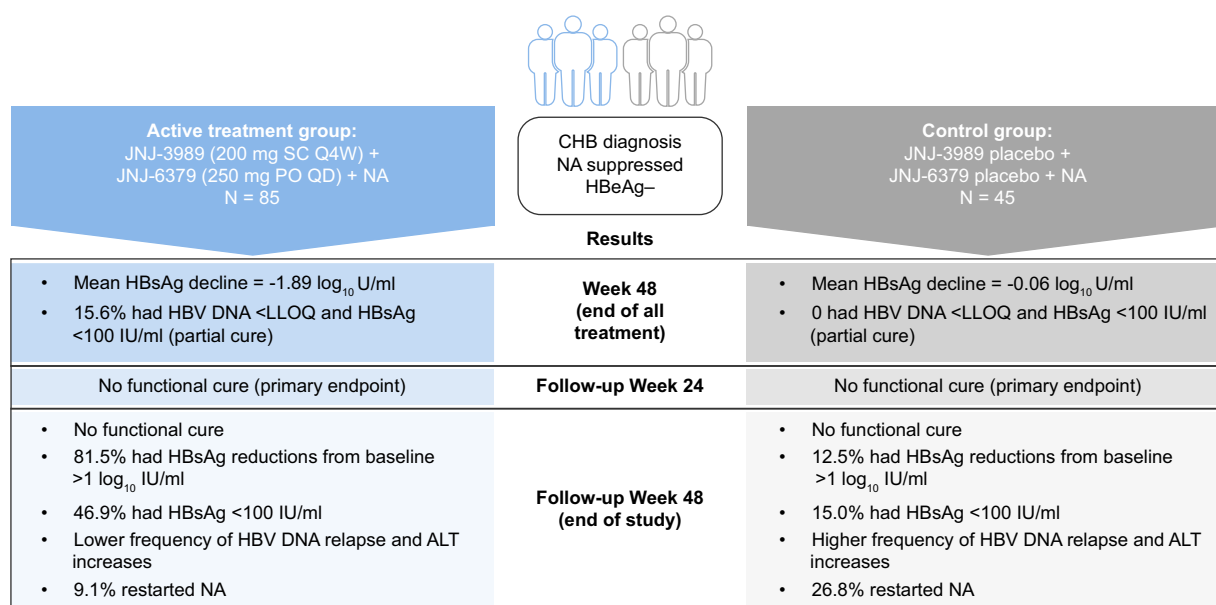 Active treatment group:
JNJ-3989 (200 mg SC Q4W) +
JNJ-6379 (250 mg PO QD) + NA
N = 85
CHB diagnosis
NA suppressed
HBeAg–
Control group:
JNJ-3989 placebo +
JNJ-6379 placebo + NA
N = 45
Results
• Mean HBsAg decline = -1.89 log10 U/ml
• 15.6% had HBV DNA <LLOQ and HBsAg
<100 IU/ml (partial cure)
Week 48
(end of all
treatment)
• Mean HBsAg decline = -0.06 log10 U/ml
• 0 had HBV DNA <LLOQ and HBsAg <100 IU/ml
(partial cure)
No functional cure (primary endpoint)
Follow-up Week 24
No functional cure (primary endpoint)
• No functional cure
• 81.5% had HBsAg reductions from baseline
>1 log10 IU/ml
• 46.9% had HBsAg <100 IU/ml
• Lower frequency of HBV DNA relapse and ALT
increases
• 9.1% restarted NA
Follow-up Week 48
(end of study)
• No functional cure
• 12.5% had HBsAg reductions from baseline
>1 log10 IU/ml
• 15.0% had HBsAg <100 IU/ml
• Higher frequency of HBV DNA relapse and ALT
increases
• 26.8% restarted NA